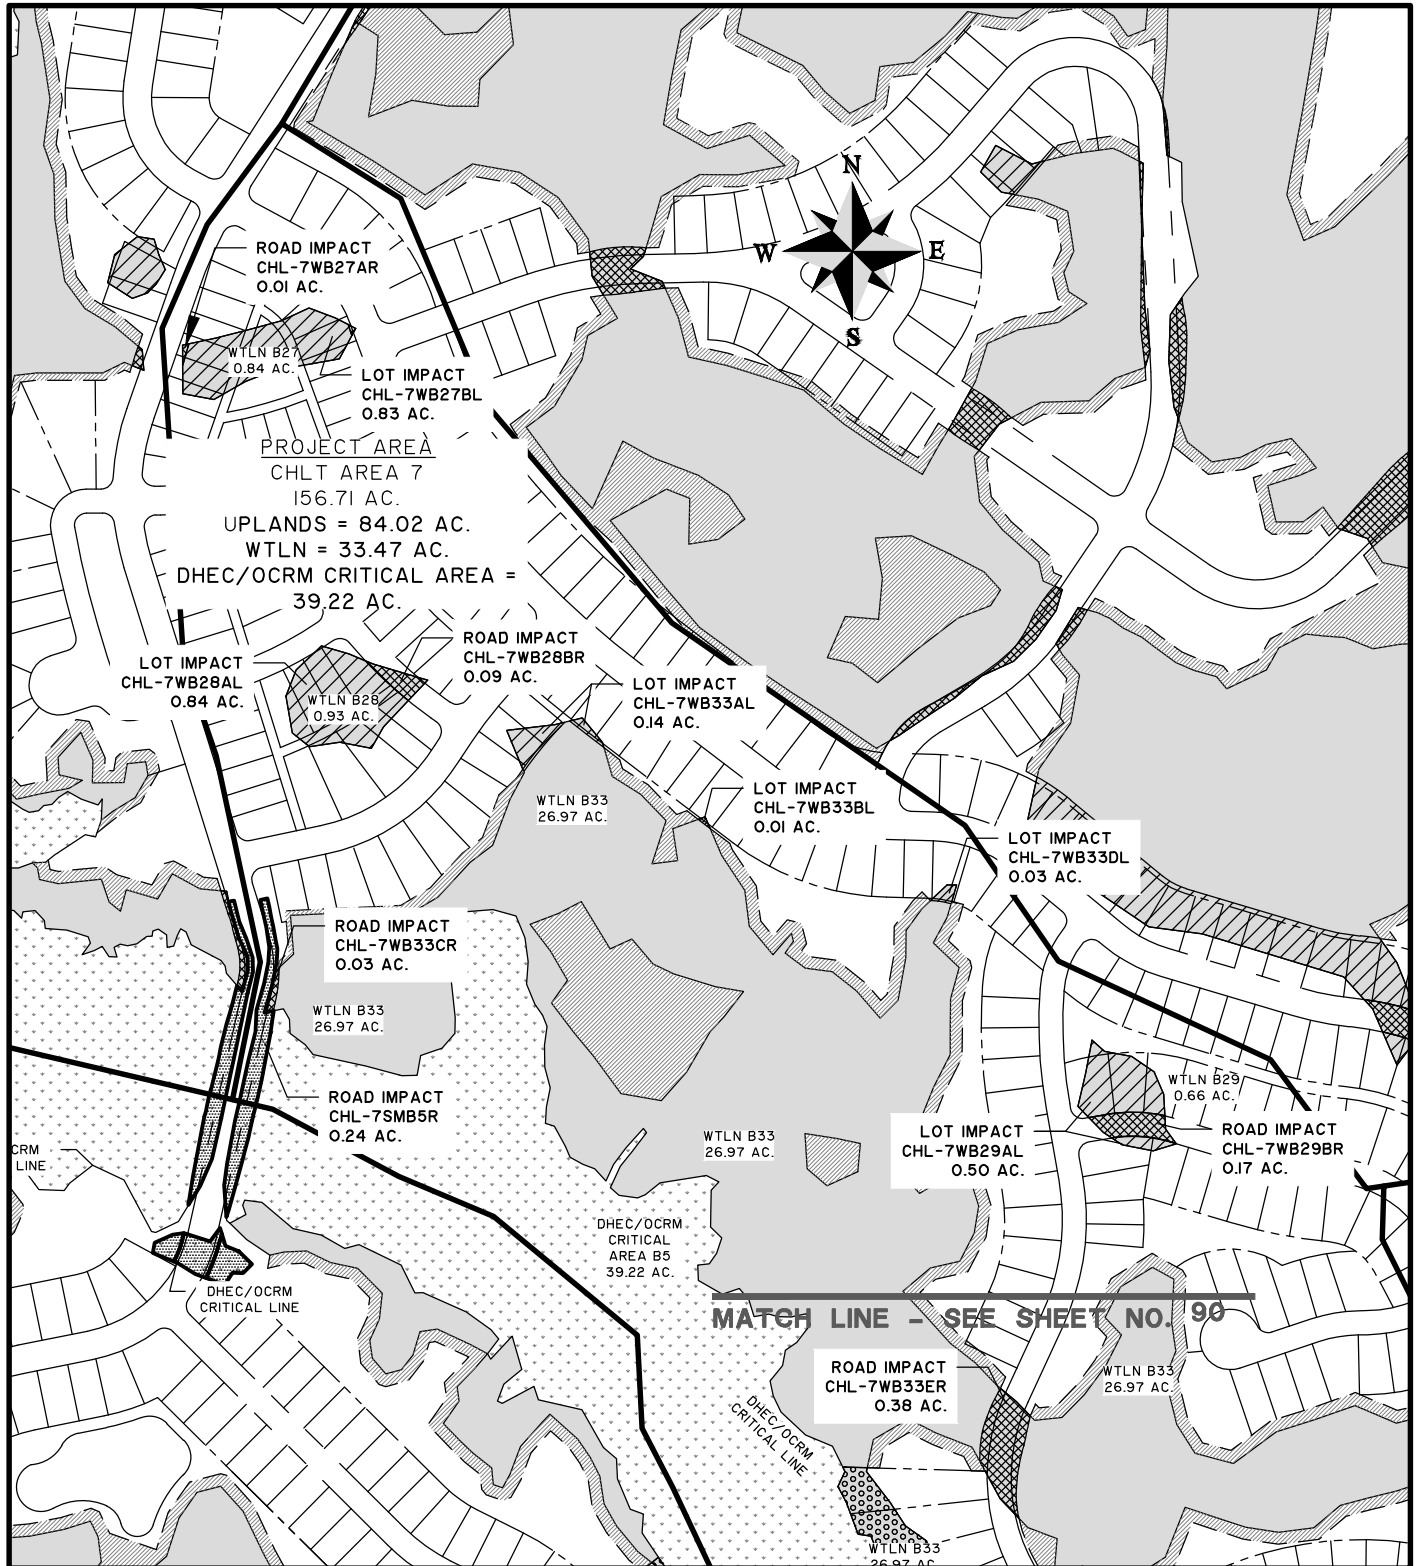 N
W
E
S
ROAD IMPACT
CHL-7WB27AR
0.01 AC.
WTLN B27
0.84 AC.
LOT IMPACT
CHL-7WB27BL
0.83 AC.
PROJECT AREA
CHLT AREA 7
156.71 AC.
UPLANDS = 84.02 AC.
WTLN = 33.47 AC.
DHEC/OCRM CRITICAL AREA =
39.22 AC.
ROAD IMPACT
CHL-7WB28BR
0.09 AC.
LOT IMPACT
CHL-7WB28AL
0.84 AC.
WTLN B28
0.93 AC.
LOT IMPACT
CHL-7WB33AL
0.14 AC.
WTLN B33
26.97 AC.
LOT IMPACT
CHL-7WB33BL
0.01 AC.
LOT IMPACT
CHL-7WB33DL
0.03 AC.
ROAD IMPACT
CHL-7WB33CR
0.03 AC.
WTLN B33
26.97 AC.
ROAD IMPACT
CHL-7SMB5R
0.24 AC.
WTLN B29
0.66 AC.
LOT IMPACT
CHL-7WB29AL
0.50 AC.
ROAD IMPACT
CHL-7WB29BR
0.17 AC.
WTLN B33
26.97 AC.
CRM
LINE
DHEC/OCRM
CRITICAL
AREA B5
39.22 AC.
DHEC/OCRM
CRITICAL LINE
MATCH LINE - SEE SHEET NO. 90
ROAD IMPACT
CHL-7WB33ER
0.38 AC.
WTLN B33
26.97 AC.
DHEC/OCRM
CRITICAL LINE
WTLN B33
26.97 AC.